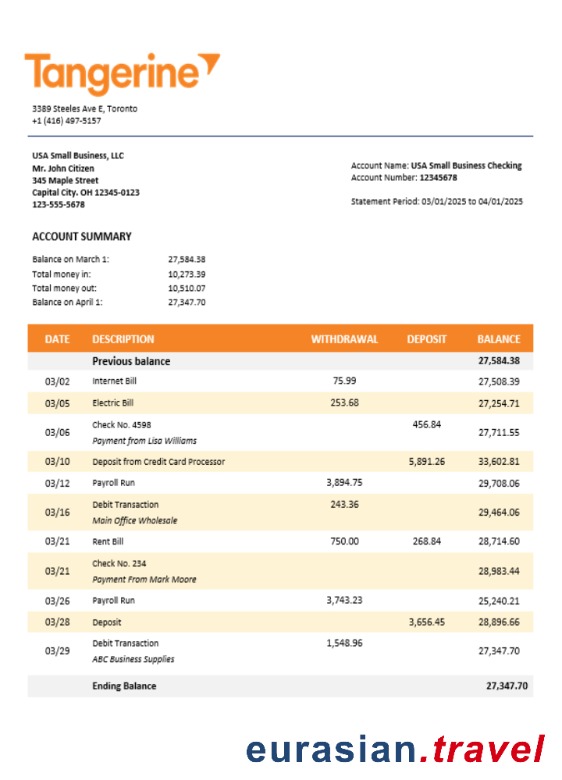 Tangerine
3389 Steeles Ave E, Toronto
+1 (416) 497-5157
USA Small Business, LLC
Mr. John Citizen
345 Maple Street
Capital City. OH 12345-0123
123-555-5678
Account Name: USA Small Business Checking
Account Number: 12345678
Statement Period: 03/01/2025 to 04/01/2025
ACCOUNT SUMMARY
Balance on March 1: 27,584.38
Total money in: 10,273.39
Total money out: 10,510.07
Balance on April 1: 27,347.70
DATE DESCRIPTION WITHDRAWAL DEPOSIT BALANCE
Previous balance 27,584.38
03/02 Internet Bill 75.99 27,508.39
03/05 Electric Bill 253.68 27,254.71
03/06 Check No. 4598 456.84 27,711.55
Payment from Lisa Williams
03/10 Deposit from Credit Card Processor 5,891.26 33,602.81
03/12 Payroll Run 3,894.75 29,708.06
03/16 Debit Transaction 243.36 29,464.06
Main Office Wholesale
03/21 Rent Bill 750.00 268.84 28,714.60
03/21 Check No. 234 28,983.44
Payment From Mark Moore
03/26 Payroll Run 3,743.23 25,240.21
03/28 Deposit 3,656.45 28,896.66
03/29 Debit Transaction 1,548.96 27,347.70
ABC Business Supplies
Ending Balance 27,347.70
eurasian.travel